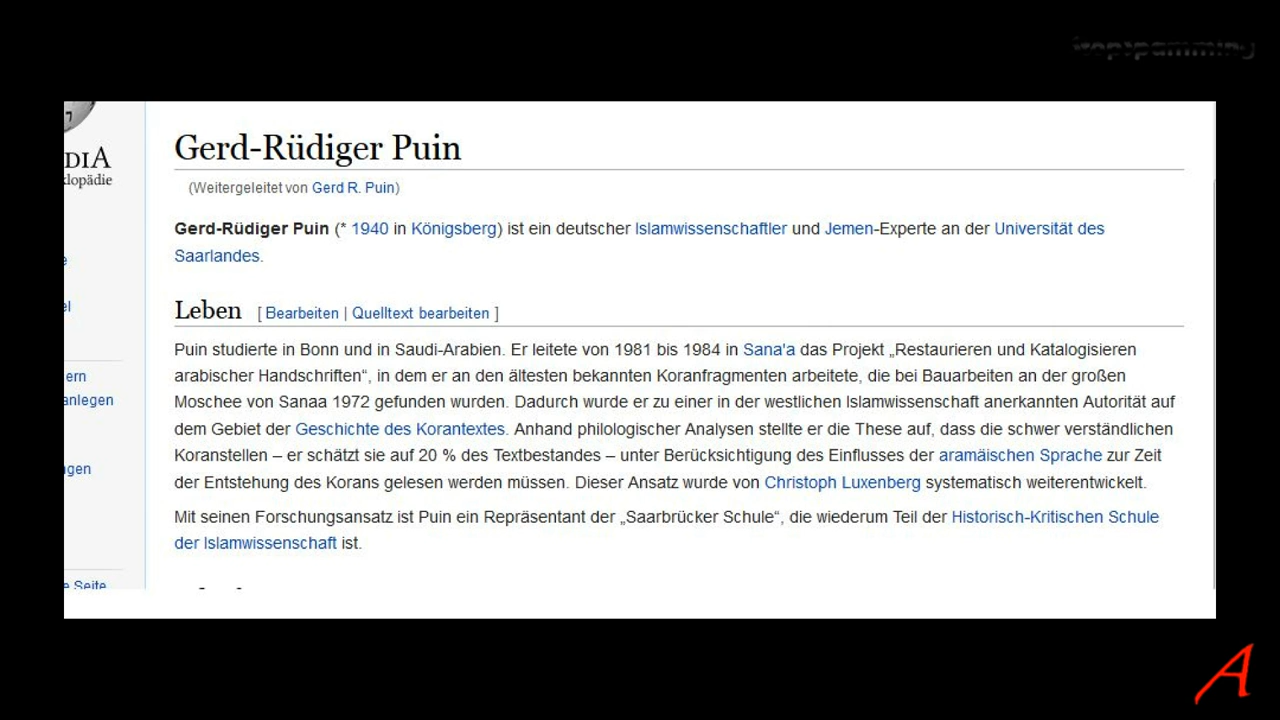 Gerd-Rüdiger Puin
(Weitergeleitet von Gerd R. Puin)
Gerd-Rüdiger Puin (* 1940 in Königsberg) ist ein deutscher Islamwissenschaftler und Jemen-Experte an der Universität des
Saarlandes.
Leben [ Bearbeiten | Quelltext bearbeiten ]
Puin studierte in Bonn und in Saudi-Arabien. Er leitete von 1981 bis 1984 in Sana'a das Projekt „Restaurieren und Katalogisieren
arabischer Handschriften“, in dem er an den ältesten bekannten Koranfragmenten arbeitete, die bei Bauarbeiten an der großen
Moschee von Sanaa 1972 gefunden wurden. Dadurch wurde er zu einer in der westlichen Islamwissenschaft anerkannten Autorität auf
dem Gebiet der Geschichte des Korantextes. Anhand philologischer Analysen stellte er die These auf, dass die schwer verständlichen
Koranstellen – er schätzt sie auf 20 % des Textbestandes – unter Berücksichtigung des Einflusses der aramäischen Sprache zur Zeit
der Entstehung des Korans gelesen werden müssen. Dieser Ansatz wurde von Christoph Luxenberg systematisch weiterentwickelt.
Mit seinen Forschungsansatz ist Puin ein Repräsentant der „Saarbrücker Schule“, die wiederum Teil der Historisch-Kritischen Schule
der Islamwissenschaft ist.
DIA
klopädie
e
el
ern
anlegen
ngen
e Seite
A